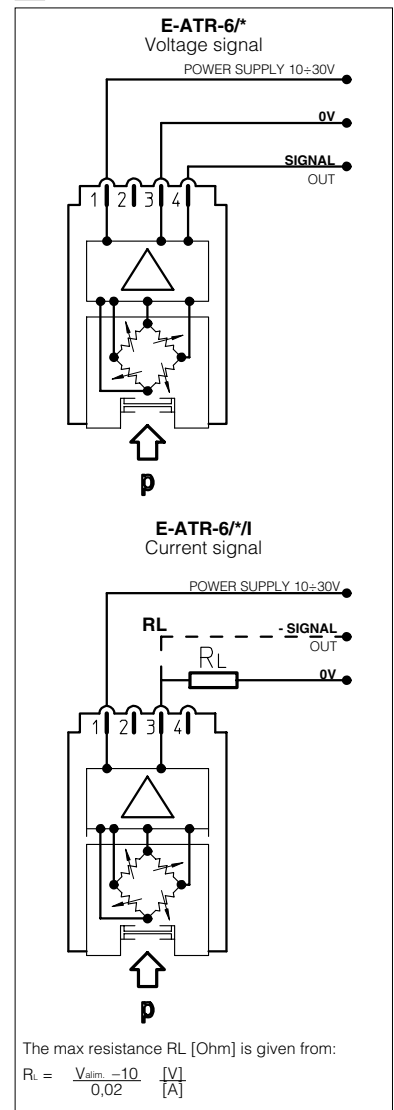 E-ATR-6/*
Voltage signal
POWER SUPPLY 10÷30V
0V
SIGNAL
OUT
1 2 3 4
p
E-ATR-6/*/I
Current signal
POWER SUPPLY 10÷30V
RL
- SIGNAL
OUT
RL
0V
1 2 3 4
p
The max resistance RL [Ohm] is given from:
RL = Valim. –10 [V]
0,02 [A]